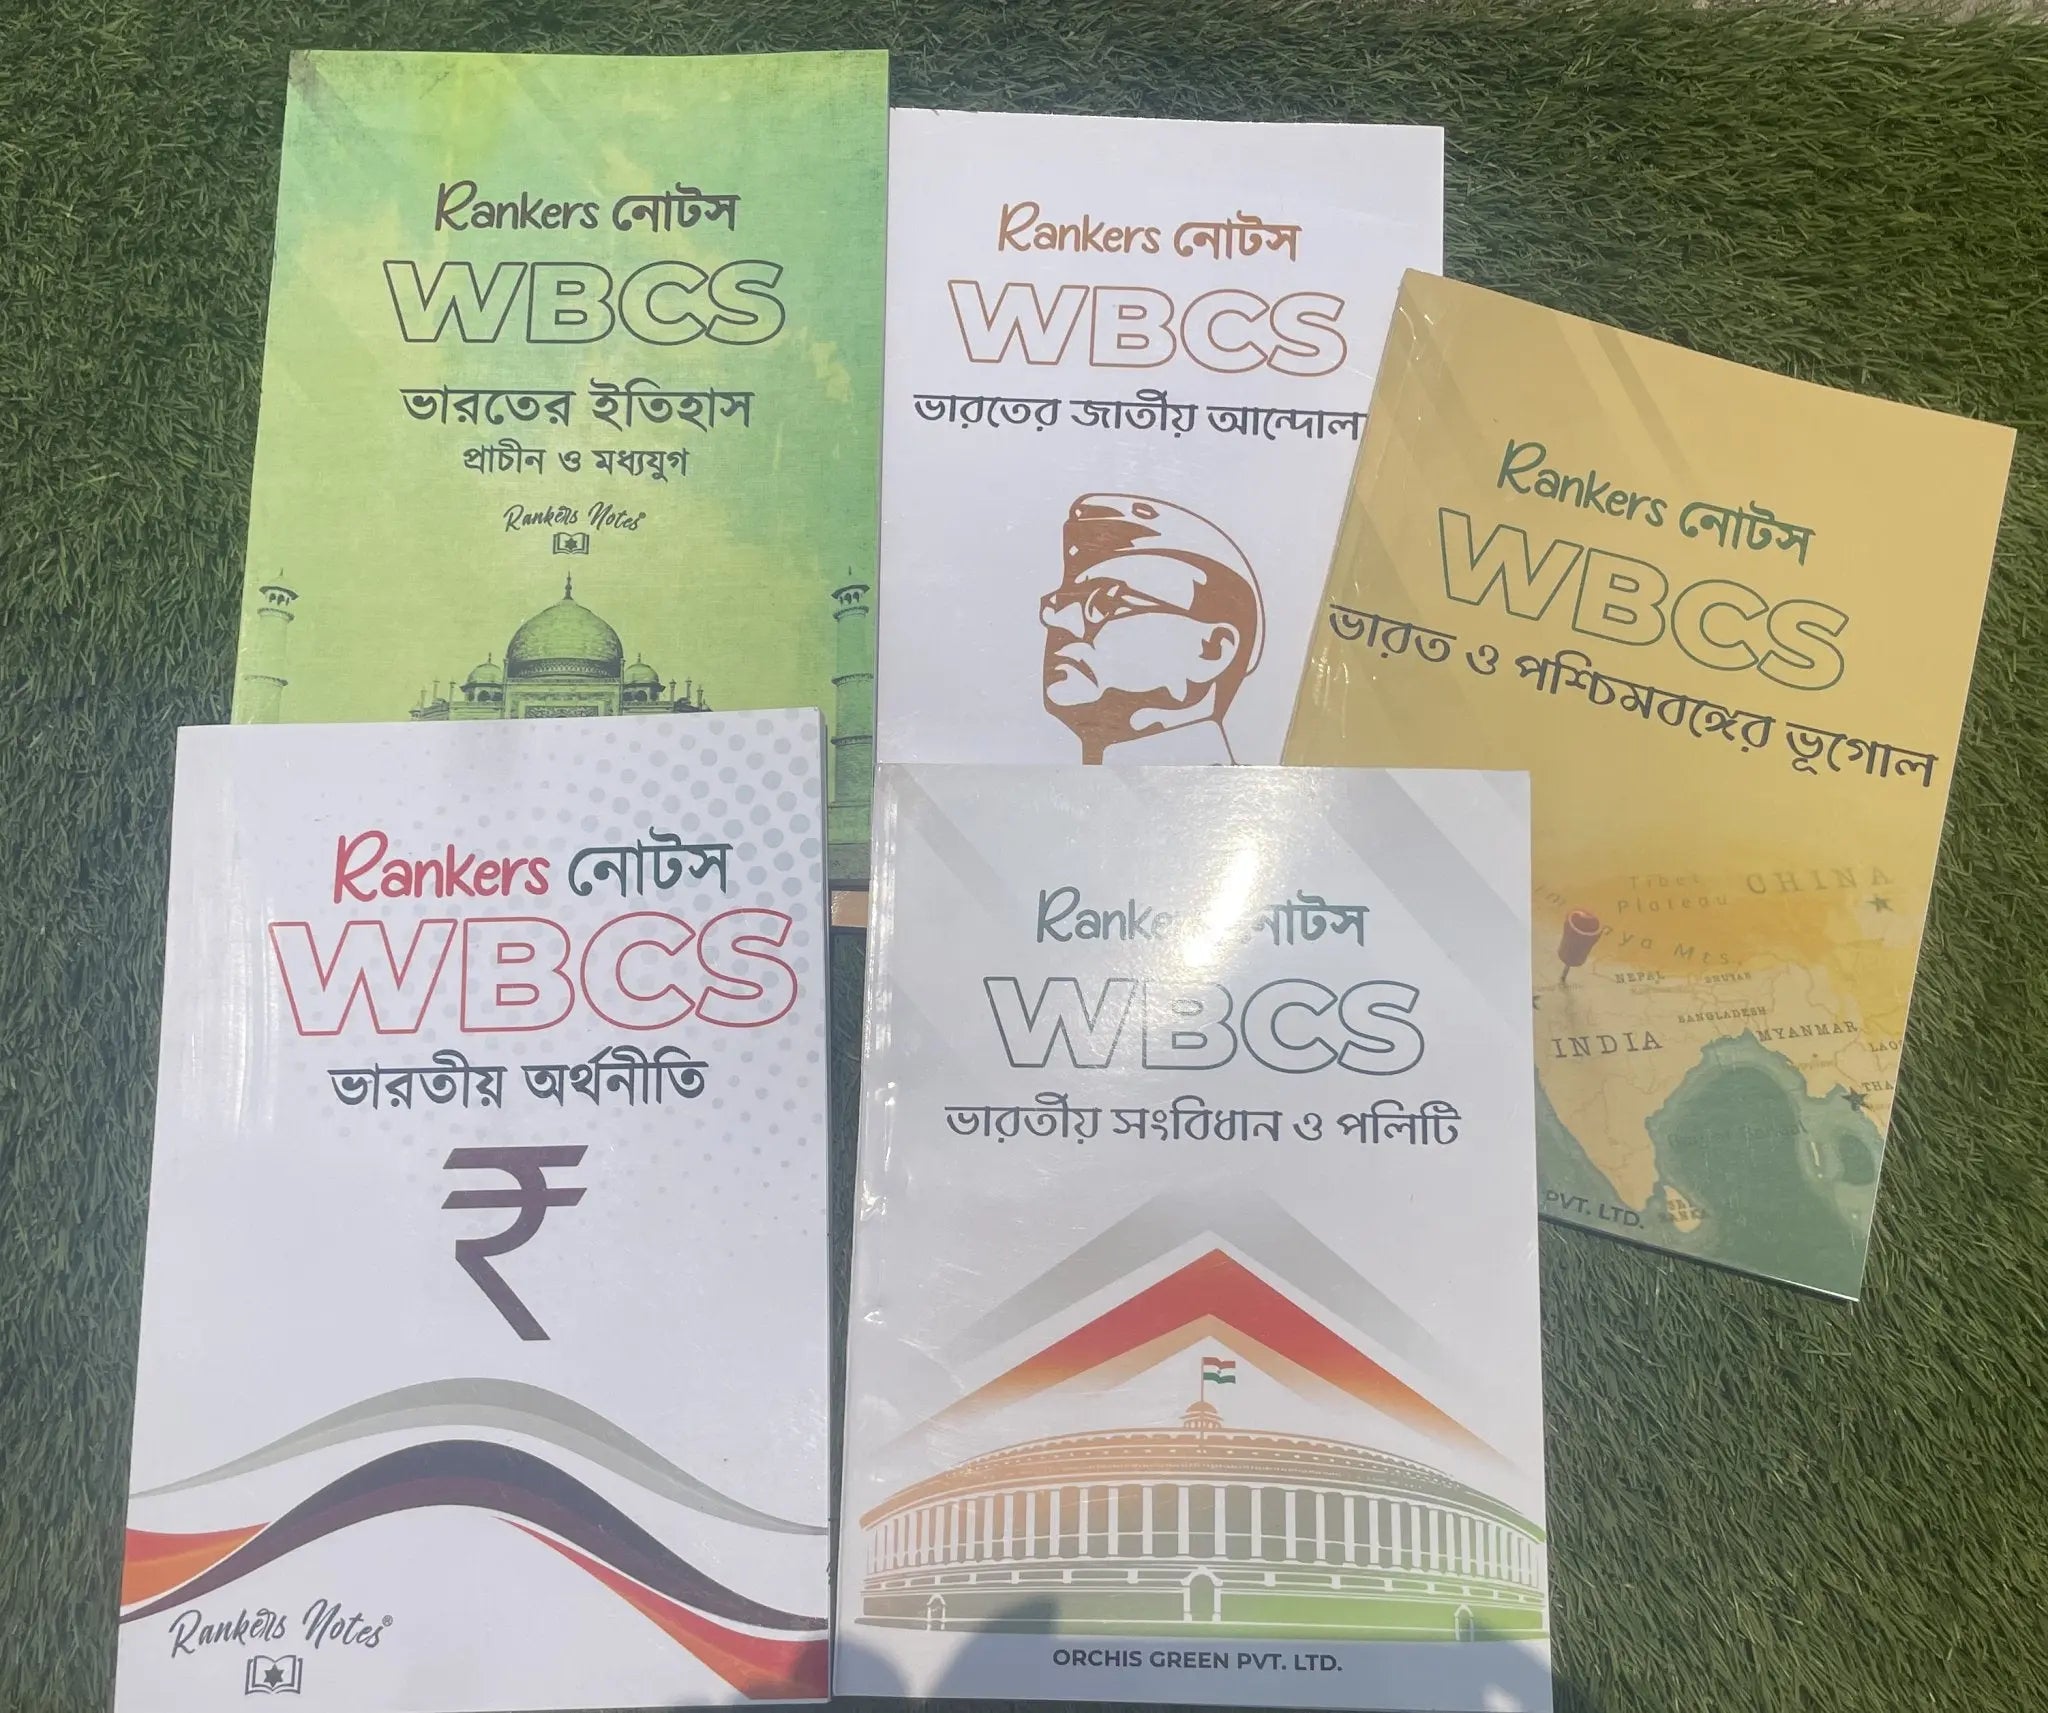 Rankers নোটস
WBCS
ভারতের ইতিহাস
প্রাচীন ও মধ্যযুগ
Rankers Notes
Rankers নোটস
WBCS
ভারতের জাতীয়
Rankers নোটস
WBCS
ভারত ও পশ্চিমবঙ্গের ভূগোল
Tibet
Plateau
CHINA
Mts.
NEPAL
BHUTAN
BANGLADESH
INDIA
MYANMAR
PVT. LTD.
Rankers নোটস
WBCS
ভারতীয় অর্থনীতি
Rankers Notes®
নোটস
WBCS
ভারতীয় সংবিধান ও পলিটি
ORCHIS GREEN PVT. LTD.